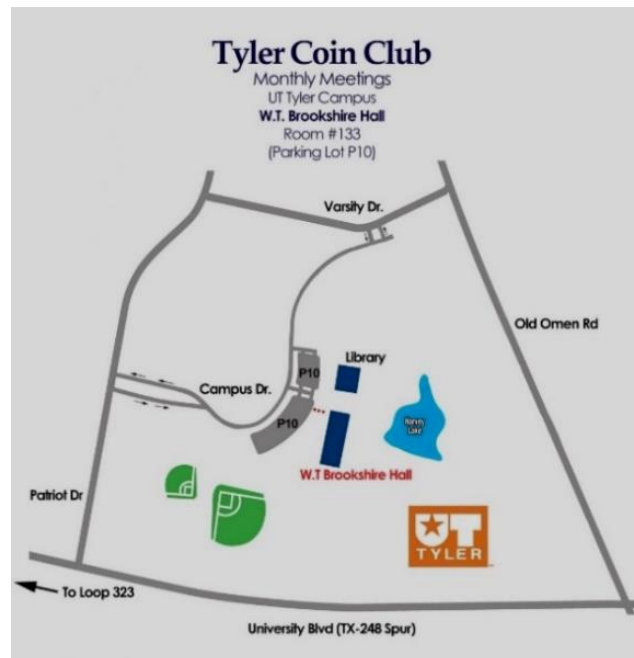 Tyler Coin Club
Monthly Meetings
UT Tyler Campus
W.T. Brookshire Hall
Room #133
(Parking Lot P10)
Varsity Dr.
Old Omen Rd
Library
P10
Campus Dr.
P10
Harvey
Lake
W.T Brookshire Hall
Patriot Dr
UT
TYLER
To Loop 323
University Blvd (TX-248 Spur)